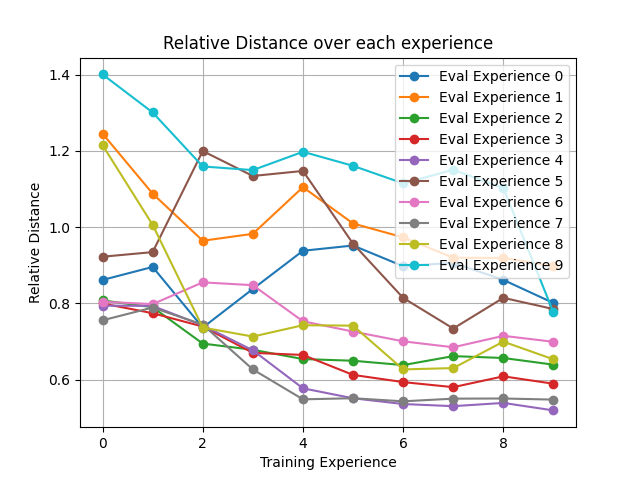 Relative Distance over each experience
Relative Distance
1.4
1.2
1.0
0.8
0.6
Eval Experience 0
Eval Experience 1
Eval Experience 2
Eval Experience 3
Eval Experience 4
Eval Experience 5
Eval Experience 6
Eval Experience 7
Eval Experience 8
Eval Experience 9
0 2 4 6 8
Training Experience